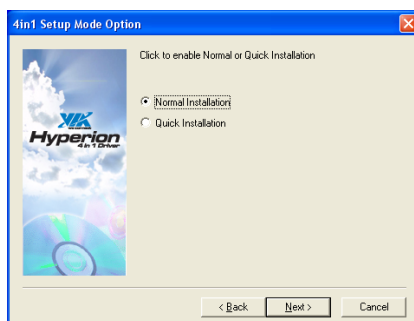 4in1 Setup Mode Option
Click to enable Normal or Quick Installation
Normal Installation
Quick Installation
VIA
Hyperion
4 in 1 Driver
< Back
Next >
Cancel